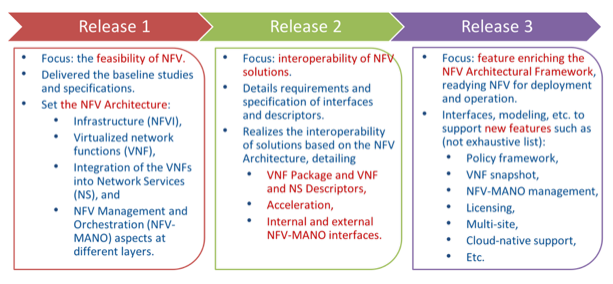 Release 1
Release 2
Release 3
• Focus: the feasibility of NFV.
• Delivered the baseline studies
and specifications.
• Set the NFV Architecture:
• Infrastructure (NFVI),
• Virtualized network
functions (VNF),
• Integration of the VNFs
into Network Services
(NS), and
• NFV Management and
Orchestration (NFV-
MANO) aspects at
different layers.
• Focus: interoperability of NFV
solutions.
• Details requirements and
specification of interfaces
and descriptors.
• Realizes the interoperability
of solutions based on the NFV
Architecture, detailing
• VNF Package and VNF
and NS Descriptors,
• Acceleration,
• Internal and external
NFV-MANO interfaces.
• Focus: feature enriching the
NFV Architectural Framework,
readying NFV for deployment
and operation.
• Interfaces, modeling, etc. to
support new features such as
(not exhaustive list):
• Policy framework,
• VNF snapshot,
• NFV-MANO management,
• Licensing,
• Multi-site,
• Cloud-native support,
• Etc.